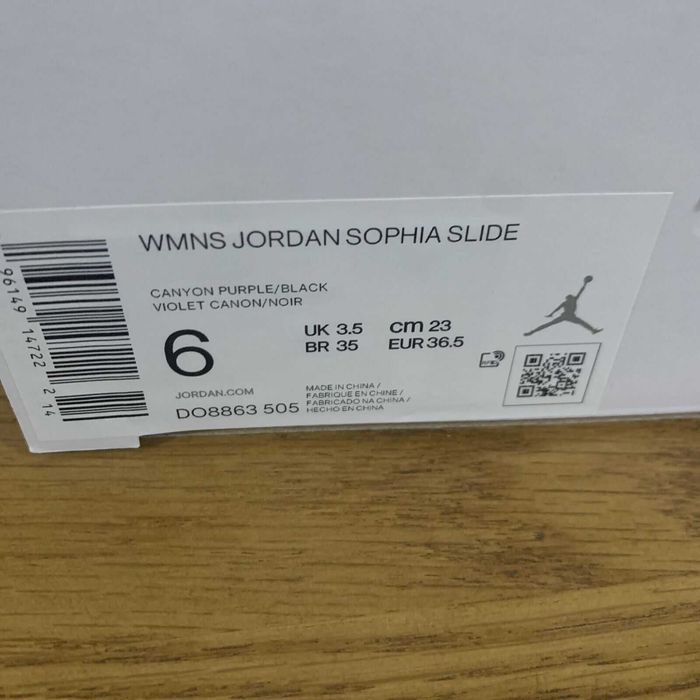 WMNS JORDAN SOPHIA SLIDE
CANYON PURPLE/BLACK
VIOLET CANON/NOIR
6
UK 3.5
cm 23
BR 35
EUR 36.5
JORDAN.COM
DO8863 505
MADE IN CHINA /
FABRIQUE EN CHINE /
FABRICADO NA CHINA /
HECHO EN CHINA
96149 14722 2 14